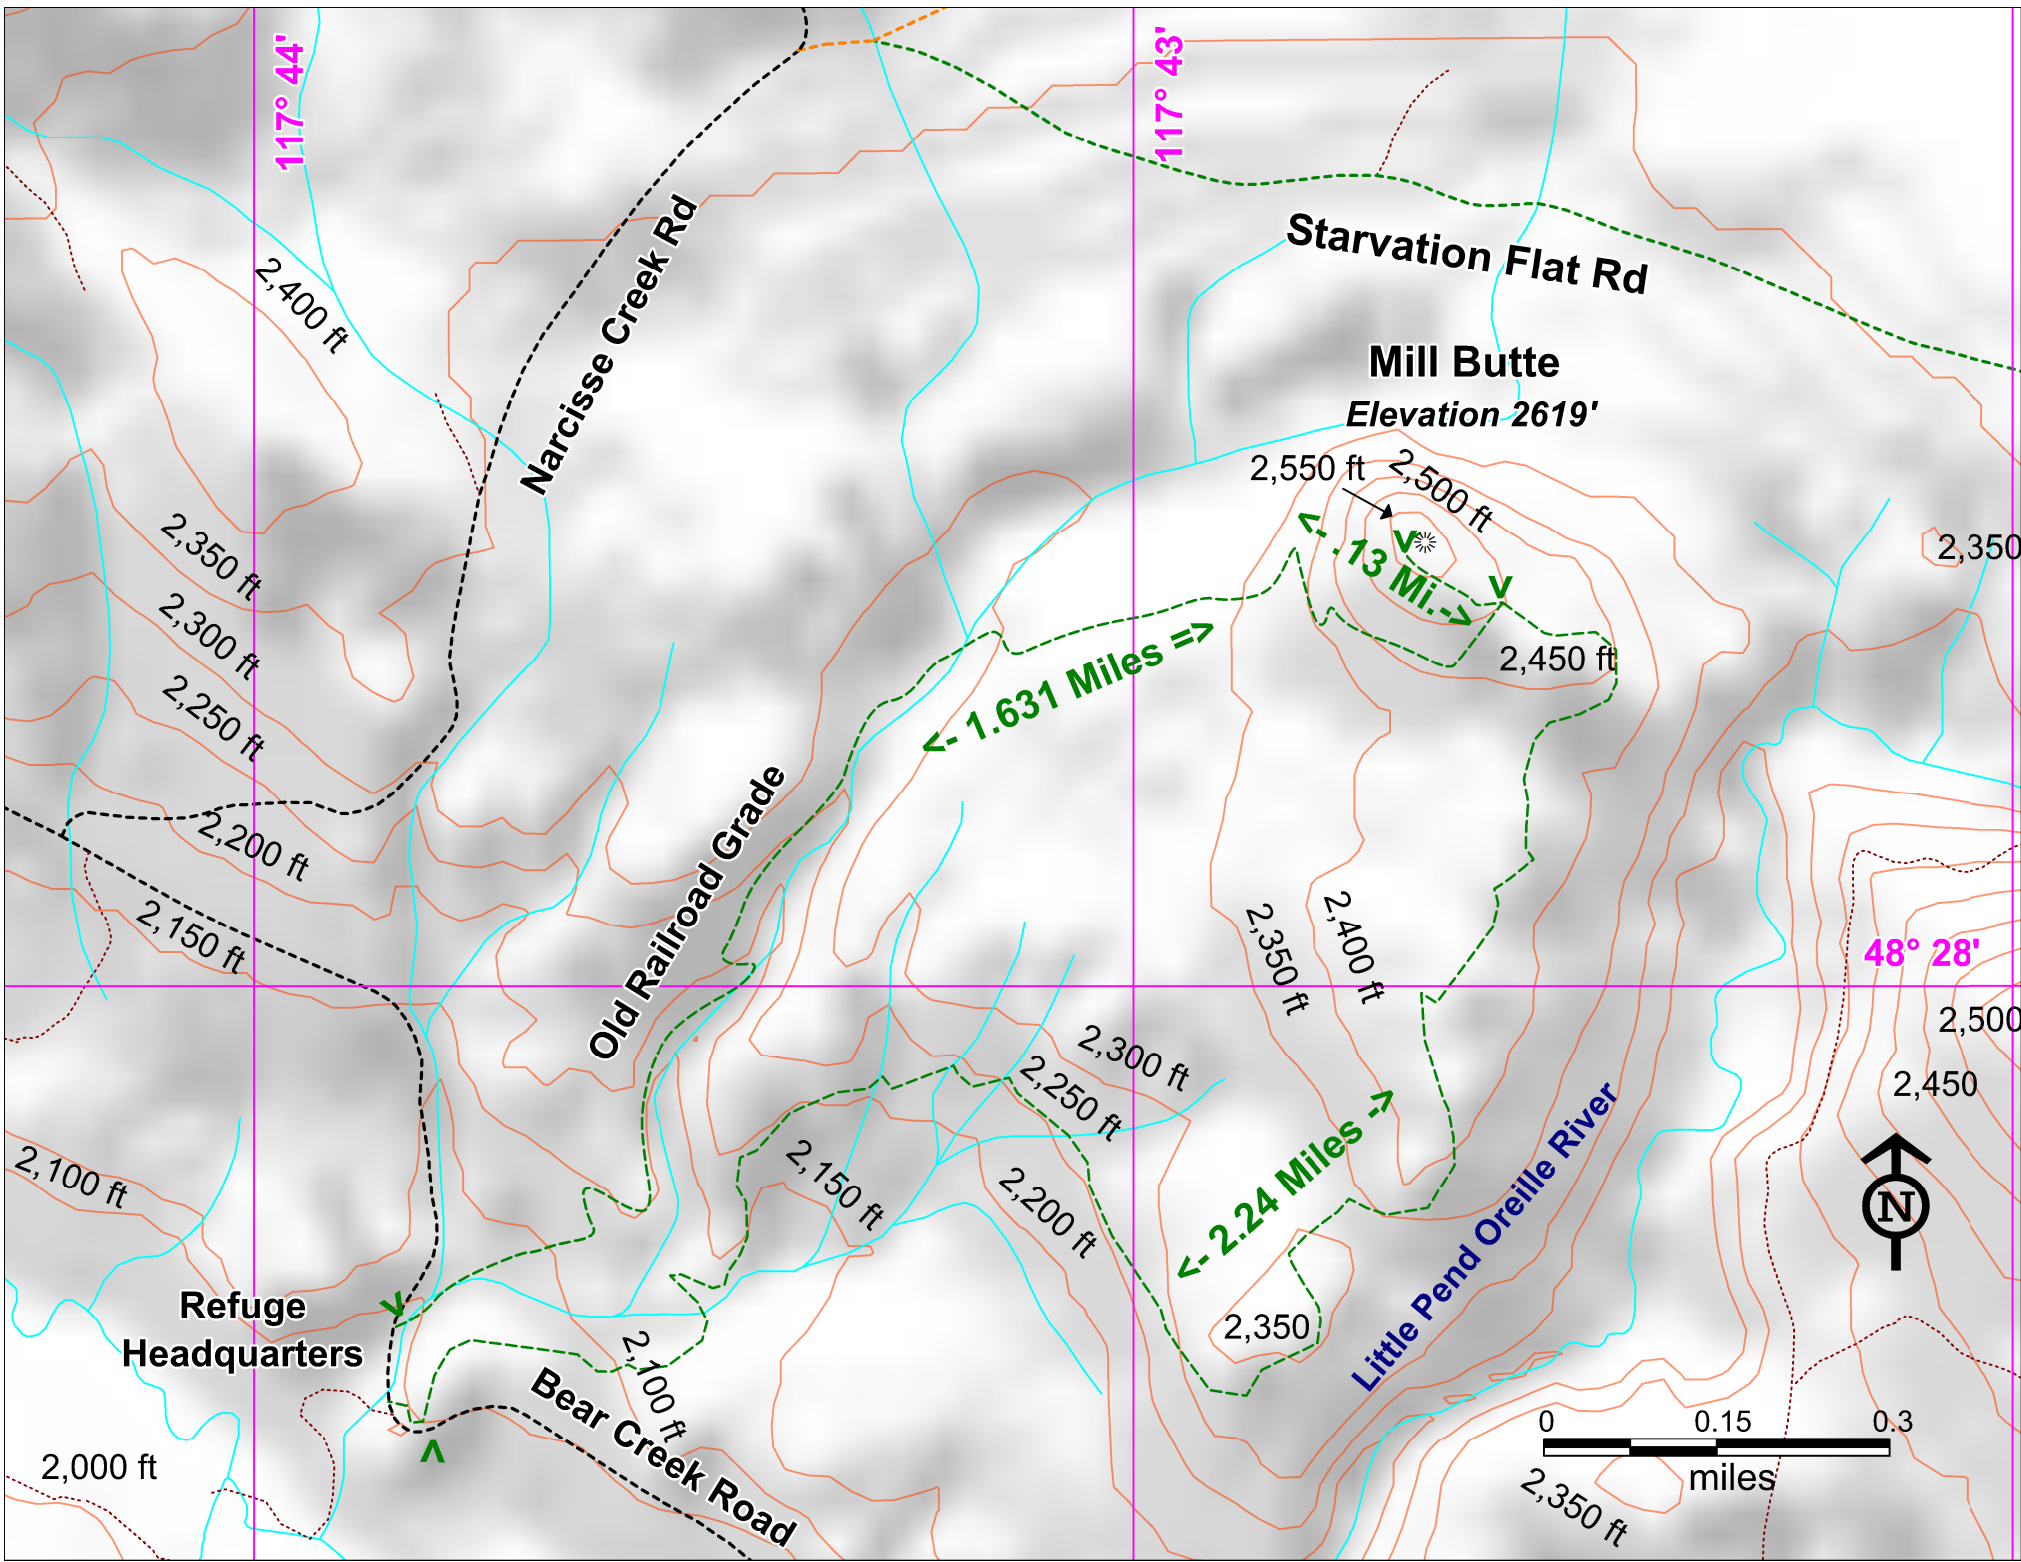 117° 44'
117° 43'
Narcisse Creek Rd
Starvation Flat Rd
2,400 ft
Mill Butte
Elevation 2619'
2,550 ft
2,500 ft
V
V
<- .13 Mi.->
2,350 ft
2,350
2,300 ft
2,450 ft
2,250 ft
<- 1.631 Miles =>
Old Railroad Grade
2,200 ft
2,150 ft
2,350 ft
2,400 ft
48° 28'
2,500
2,300 ft
2,250 ft
2,450
2,100 ft
2,150 ft
2,200 ft
<- 2.24 Miles ->
Little Pend Oreille River
N
Refuge
Headquarters
V
2,350
2,100 ft
Bear Creek Road
0 0.15 0.3
miles
2,000 ft
2,350 ft